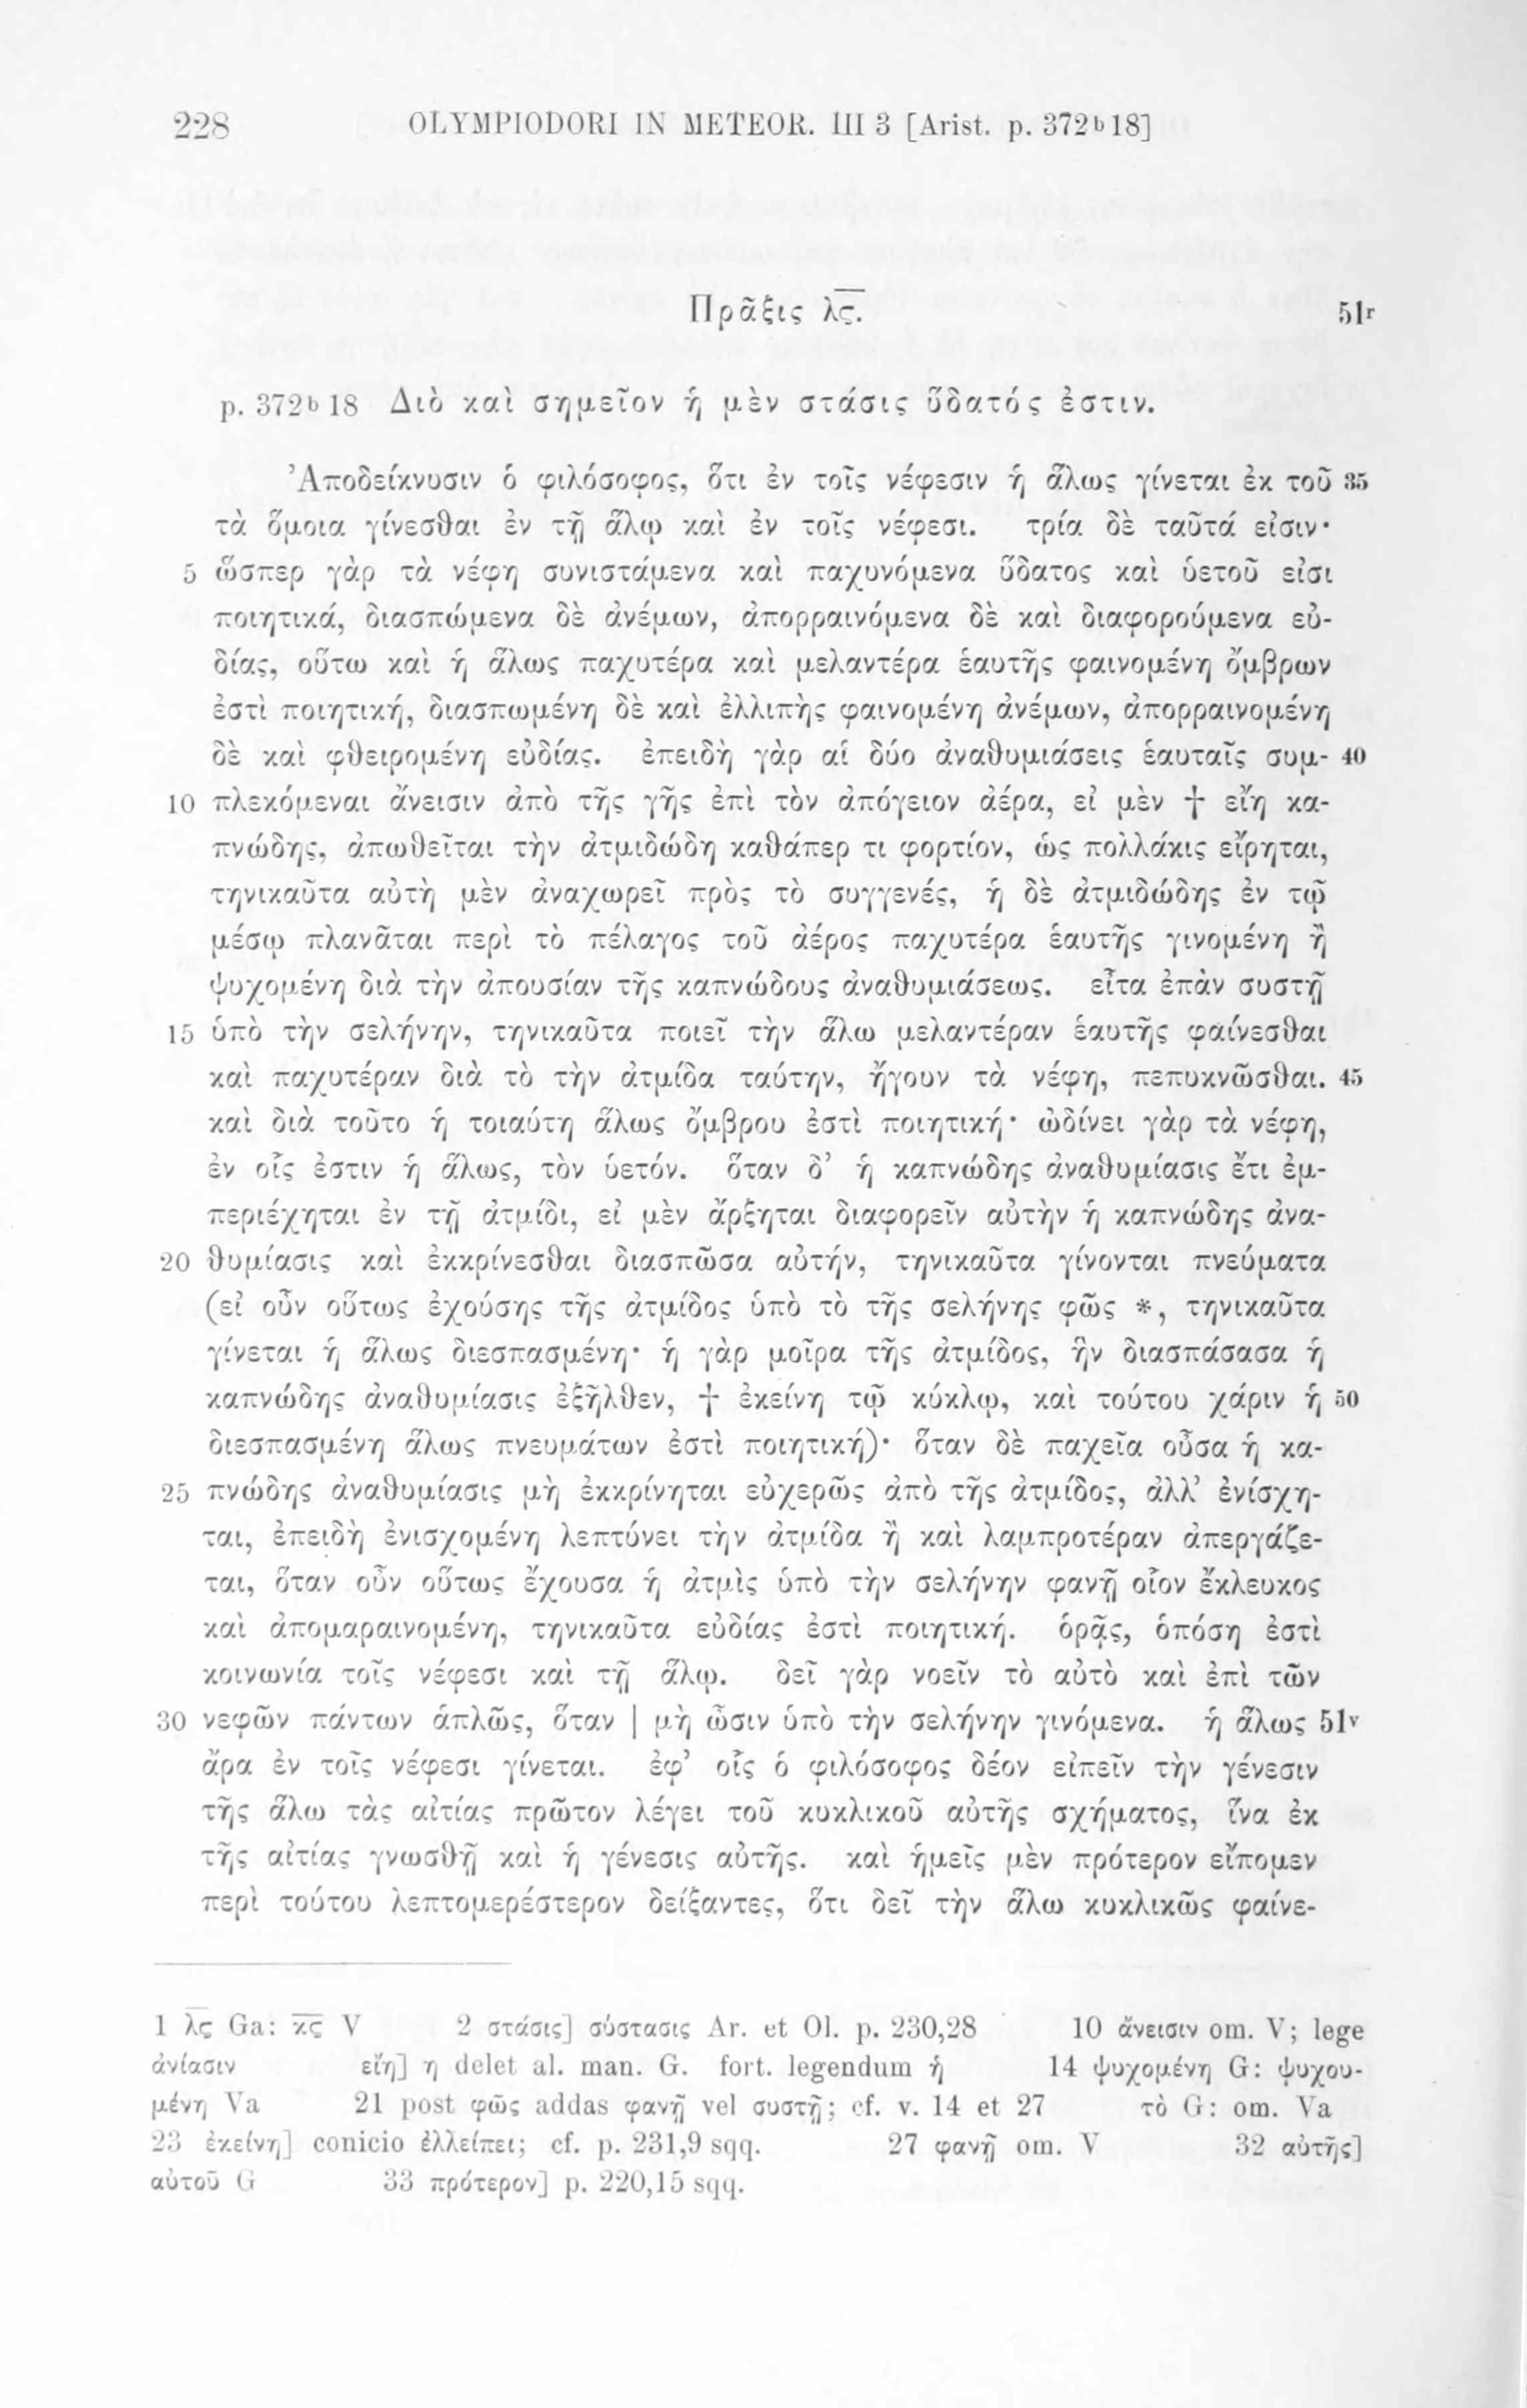 228 OLYMPIODORI IN METEOR. III 3 [Arist. p. 372ᵇ18]
Πρᾶξις λς̅. 51ʳ
p. 372ᵇ 18 Διὸ καὶ σημεῖον ἡ μὲν στάσις ὕδατός ἐστιν.
Ἀποδείκνυσιν ὁ φιλόσοφος, ὅτι ἐν τοῖς νέφεσιν ἡ ἅλως γίνεται ἐκ τοῦ 35
τὰ ὅμοια γίνεσθαι ἐν τῇ ἅλῳ καὶ ἐν τοῖς νέφεσι. τρία δὲ ταῦτά εἰσιν·
5 ὥσπερ γὰρ τὰ νέφη συνιστάμενα καὶ παχυνόμενα ὕδατος καὶ ὑετοῦ εἰσι
ποιητικά, διασπώμενα δὲ ἀνέμων, ἀπορραινόμενα δὲ καὶ διαφορούμενα εὐ-
δίας, οὕτω καὶ ἡ ἅλως παχυτέρα καὶ μελαντέρα ἑαυτῆς φαινομένη ὄμβρων
ἐστὶ ποιητική, διασπωμένη δὲ καὶ ἐλλιπὴς φαινομένη ἀνέμων, ἀπορραινομένη
δὲ καὶ φθειρομένη εὐδίας. ἐπειδὴ γὰρ αἱ δύο ἀναθυμιάσεις ἑαυταῖς συμ- 40
10 πλεκόμεναι ἄνεισιν ἀπὸ τῆς γῆς ἐπὶ τὸν ἀπόγειον ἀέρα, εἰ μὲν † εἴη κα-
πνώδης, ἀπωθεῖται τὴν ἀτμιδώδη καθάπερ τι φορτίον, ὡς πολλάκις εἴρηται,
τηνικαῦτα αὐτὴ μὲν ἀναχωρεῖ πρὸς τὸ συγγενές, ἡ δὲ ἀτμιδώδης ἐν τῷ
μέσῳ πλανᾶται περὶ τὸ πέλαγος τοῦ ἀέρος παχυτέρα ἑαυτῆς γινομένη ἢ
ψυχομένη διὰ τὴν ἀπουσίαν τῆς καπνώδους ἀναθυμιάσεως. εἶτα ἐπὰν συστῇ
15 ὑπὸ τὴν σελήνην, τηνικαῦτα ποιεῖ τὴν ἅλω μελαντέραν ἑαυτῆς φαίνεσθαι
καὶ παχυτέραν διὰ τὸ τὴν ἀτμίδα ταύτην, ἤγουν τὰ νέφη, πεπυκνῶσθαι. 45
καὶ διὰ τοῦτο ἡ τοιαύτη ἅλως ὄμβρου ἐστὶ ποιητική· ὠδίνει γὰρ τὰ νέφη,
ἐν οἷς ἐστιν ἡ ἅλως, τὸν ὑετόν. ὅταν δ’ ἡ καπνώδης ἀναθυμίασις ἔτι ἐμ-
περιέχηται ἐν τῇ ἀτμίδι, εἰ μὲν ἄρξηται διαφορεῖν αὐτὴν ἡ καπνώδης ἀνα-
20 θυμίασις καὶ ἐκκρίνεσθαι διασπῶσα αὐτήν, τηνικαῦτα γίνονται πνεύματα
(εἰ οὖν οὕτως ἐχούσης τῆς ἀτμίδος ὑπὸ τὸ τῆς σελήνης φῶς *, τηνικαῦτα
γίνεται ἡ ἅλως διεσπασμένη· ἡ γὰρ μοῖρα τῆς ἀτμίδος, ἣν διασπάσασα ἡ
καπνώδης ἀναθυμίασις ἐξῆλθεν, † ἐκείνη τῷ κύκλῳ, καὶ τούτου χάριν ἡ 50
διεσπασμένη ἅλως πνευμάτων ἐστὶ ποιητική)· ὅταν δὲ παχεῖα οὖσα ἡ κα-
25 πνώδης ἀναθυμίασις μὴ ἐκκρίνηται εὐχερῶς ἀπὸ τῆς ἀτμίδος, ἀλλ’ ἐνίσχη-
ται, ἐπειδὴ ἐνισχομένη λεπτύνει τὴν ἀτμίδα ἢ καὶ λαμπροτέραν ἀπεργάζε-
ται, ὅταν οὖν οὕτως ἔχουσα ἡ ἀτμὶς ὑπὸ τὴν σελήνην φανῇ οἷον ἔκλευκος
καὶ ἀπομαραινομένη, τηνικαῦτα εὐδίας ἐστὶ ποιητική. ὁρᾷς, ὁπόση ἐστὶ
κοινωνία τοῖς νέφεσι καὶ τῇ ἅλῳ. δεῖ γὰρ νοεῖν τὸ αὐτὸ καὶ ἐπὶ τῶν
30 νεφῶν πάντων ἁπλῶς, ὅταν | μὴ ὦσιν ὑπὸ τὴν σελήνην γινόμενα. ἡ ἅλως 51ᵛ
ἄρα ἐν τοῖς νέφεσι γίνεται. ἐφ’ οἷς ὁ φιλόσοφος δέον εἰπεῖν τὴν γένεσιν
τῆς ἅλω τὰς αἰτίας πρῶτον λέγει τοῦ κυκλικοῦ αὐτῆς σχήματος, ἵνα ἐκ
τῆς αἰτίας γνωσθῇ καὶ ἡ γένεσις αὐτῆς. καὶ ἡμεῖς μὲν πρότερον εἴπομεν
περὶ τούτου λεπτομερέστερον δείξαντες, ὅτι δεῖ τὴν ἅλω κυκλικῶς φαίνε-
1 λς̅ Ga: κς̅ V 2 στάσις] σύστασις Ar. et Ol. p. 230,28 10 ἄνεισιν om. V; lege
ἀνίασιν εἴη] η delet al. man. G. fort. legendum ἡ 14 ψυχομένη G: ψυχου-
μένη Va 21 post φῶς addas φανῇ vel συστῇ; cf. v. 14 et 27 τὸ G: om. Va
23 ἐκείνη] conicio ἐλλείπει; cf. p. 231,9 sqq. 27 φανῇ om. V 32 αὐτῆς]
αὐτοῦ G 33 πρότερον] p. 220,15 sqq.